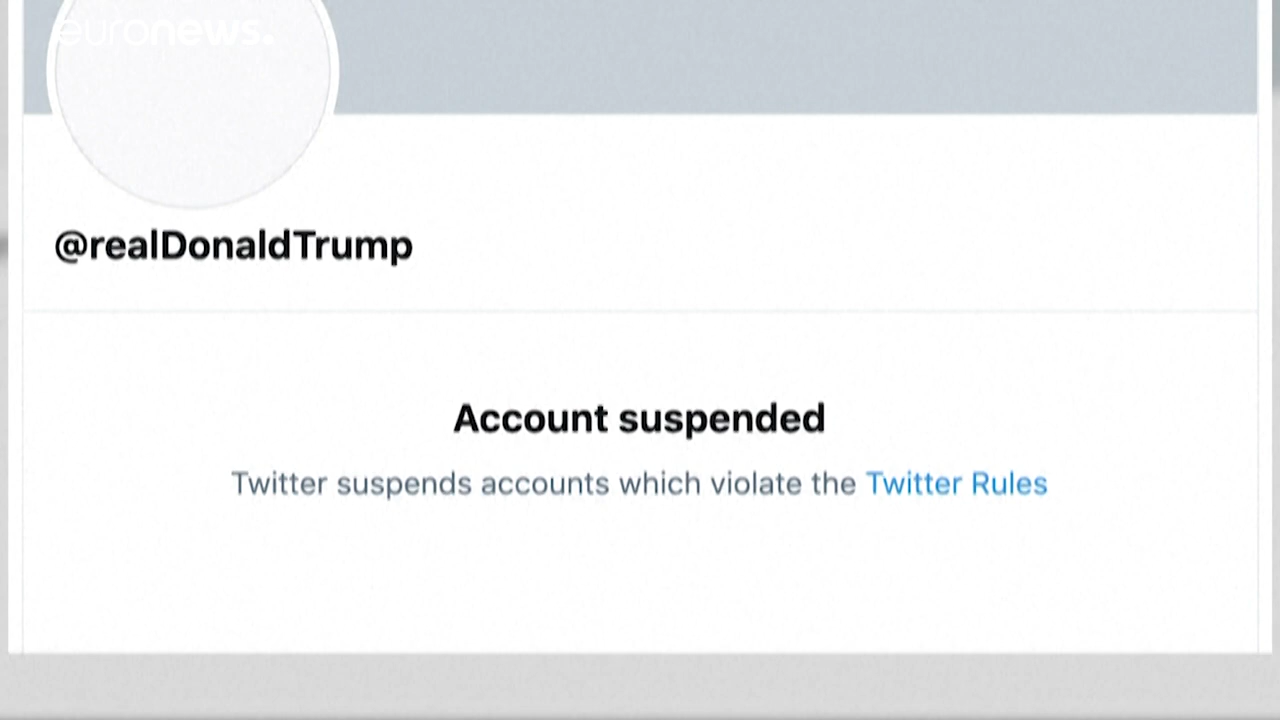 euronews.
@realDonaldTrump
Account suspended
Twitter suspends accounts which violate the Twitter Rules